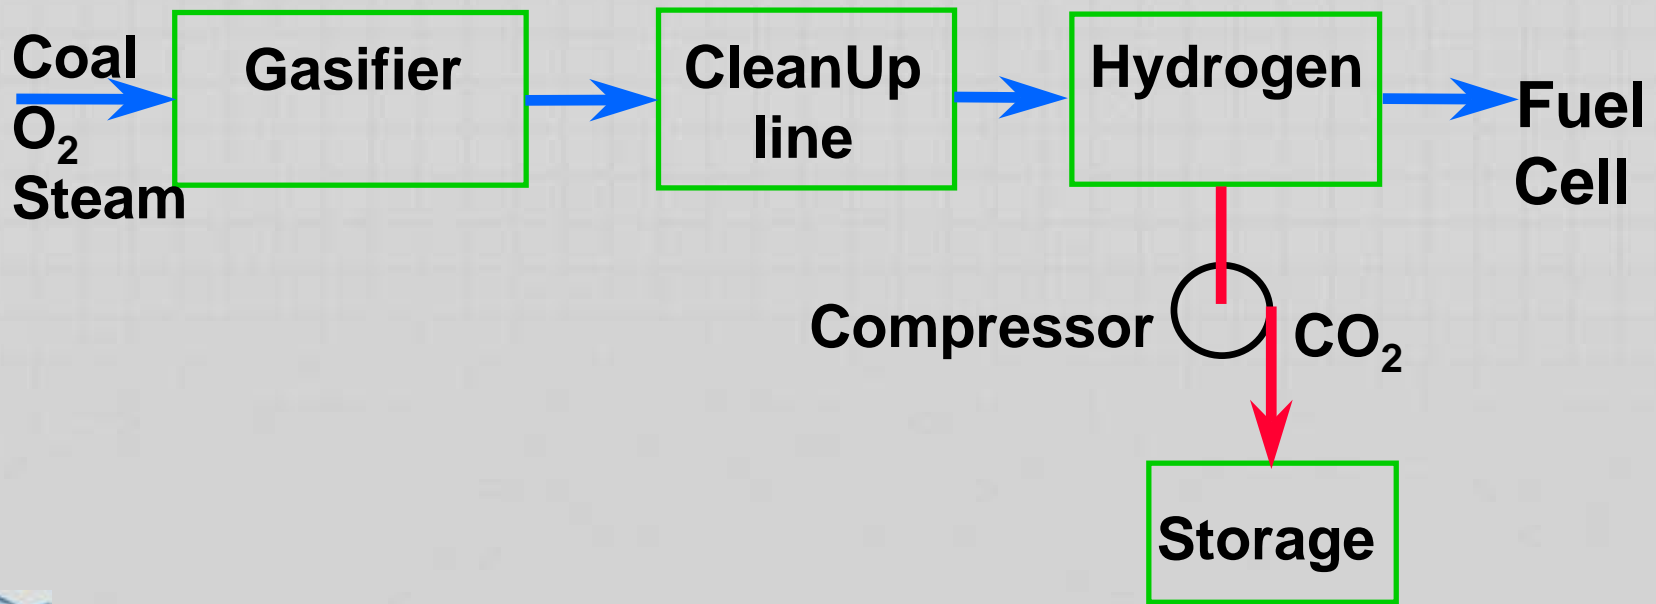 Coal
O₂
Steam
Gasifier
CleanUp
line
Hydrogen
Fuel
Cell
Compressor
CO₂
Storage